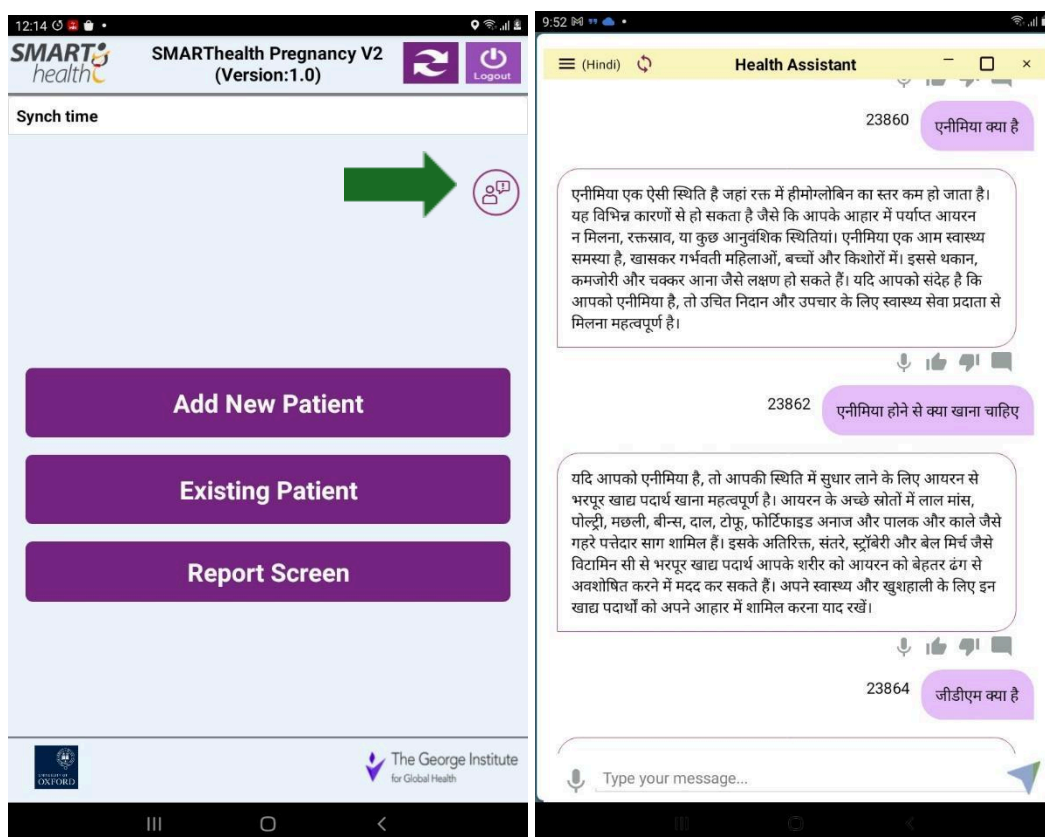 12:14
SMART
health
SMARThealth Pregnancy V2
(Version:1.0)
Logout
Synch time
Add New Patient
Existing Patient
Report Screen
UNIVERSITY OF
OXFORD
The George Institute
for Global Health
9:52
(Hindi)
Health Assistant
23860
एनीमिया क्या है
एनीमिया एक ऐसी स्थिति है जहां रक्त में हीमोग्लोबिन का स्तर कम हो जाता है।
यह विभिन्न कारणों से हो सकता है जैसे कि आपके आहार में पर्याप्त आयरन
न मिलना, रक्तस्राव, या कुछ आनुवंशिक स्थितियां। एनीमिया एक आम स्वास्थ्य
समस्या है, खासकर गर्भवती महिलाओं, बच्चों और किशोरों में। इससे थकान,
कमजोरी और चक्कर आना जैसे लक्षण हो सकते हैं। यदि आपको संदेह है कि
आपको एनीमिया है, तो उचित निदान और उपचार के लिए स्वास्थ्य सेवा प्रदाता से
मिलना महत्वपूर्ण है।
23862
एनीमिया होने से क्या खाना चाहिए
यदि आपको एनीमिया है, तो आपकी स्थिति में सुधार लाने के लिए आयरन से
भरपूर खाद्य पदार्थ खाना महत्वपूर्ण है। आयरन के अच्छे स्रोतों में लाल मांस,
पोल्ट्री, मछली, बीन्स, दाल, टोफू, फोर्टिफाइड अनाज और पालक और काले जैसे
गहरे पत्तेदार साग शामिल हैं। इसके अतिरिक्त, संतरे, स्ट्रॉबेरी और बेल मिर्च जैसे
विटामिन सी से भरपूर खाद्य पदार्थ आपके शरीर को आयरन को बेहतर ढंग से
अवशोषित करने में मदद कर सकते हैं। अपने स्वास्थ्य और खुशहाली के लिए इन
खाद्य पदार्थों को अपने आहार में शामिल करना याद रखें।
23864
जीडीएम क्या है
Type your message...